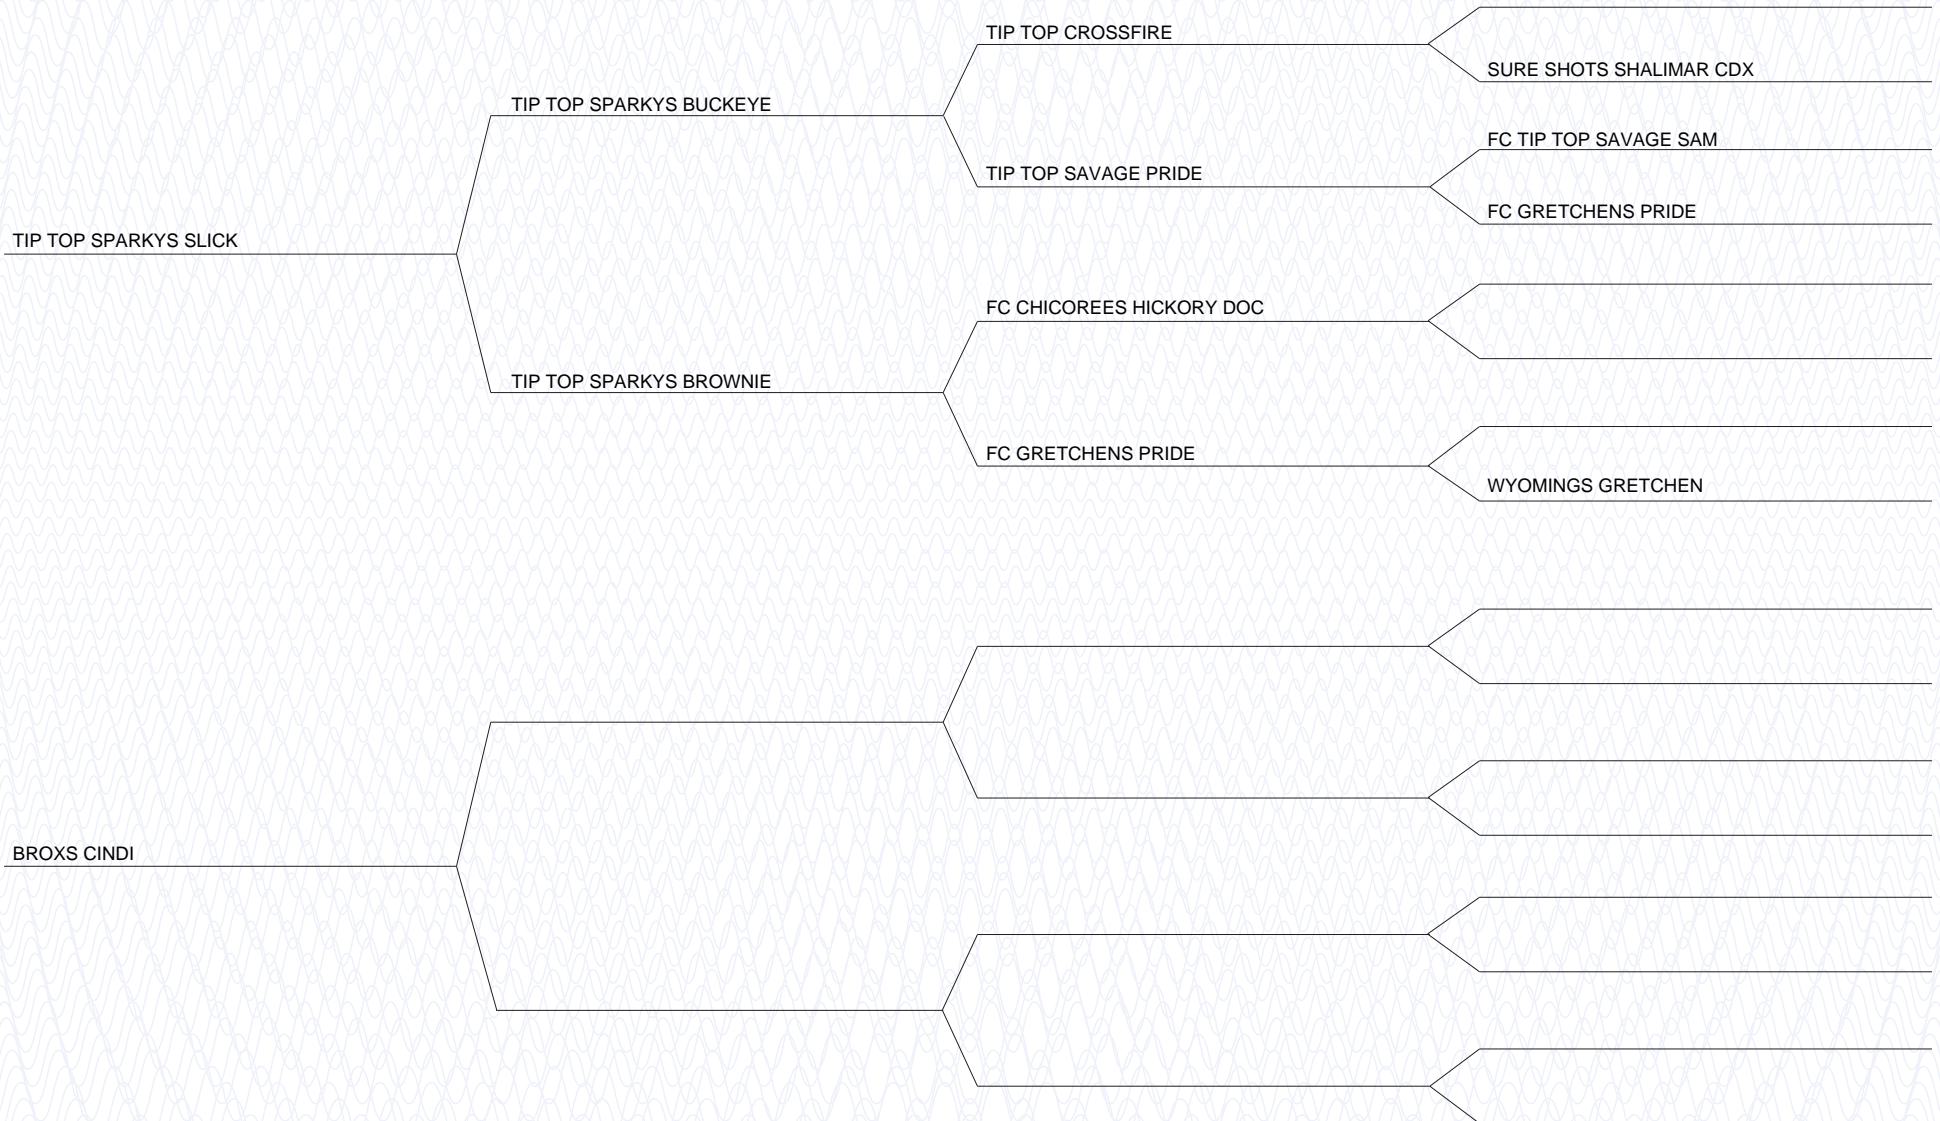 TIP TOP CROSSFIRE
SURE SHOTS SHALIMAR CDX
TIP TOP SPARKYS BUCKEYE
FC TIP TOP SAVAGE SAM
TIP TOP SAVAGE PRIDE
FC GRETCHENS PRIDE
TIP TOP SPARKYS SLICK
FC CHICOREES HICKORY DOC
TIP TOP SPARKYS BROWNIE
FC GRETCHENS PRIDE
WYOMINGS GRETCHEN
BROXS CINDI